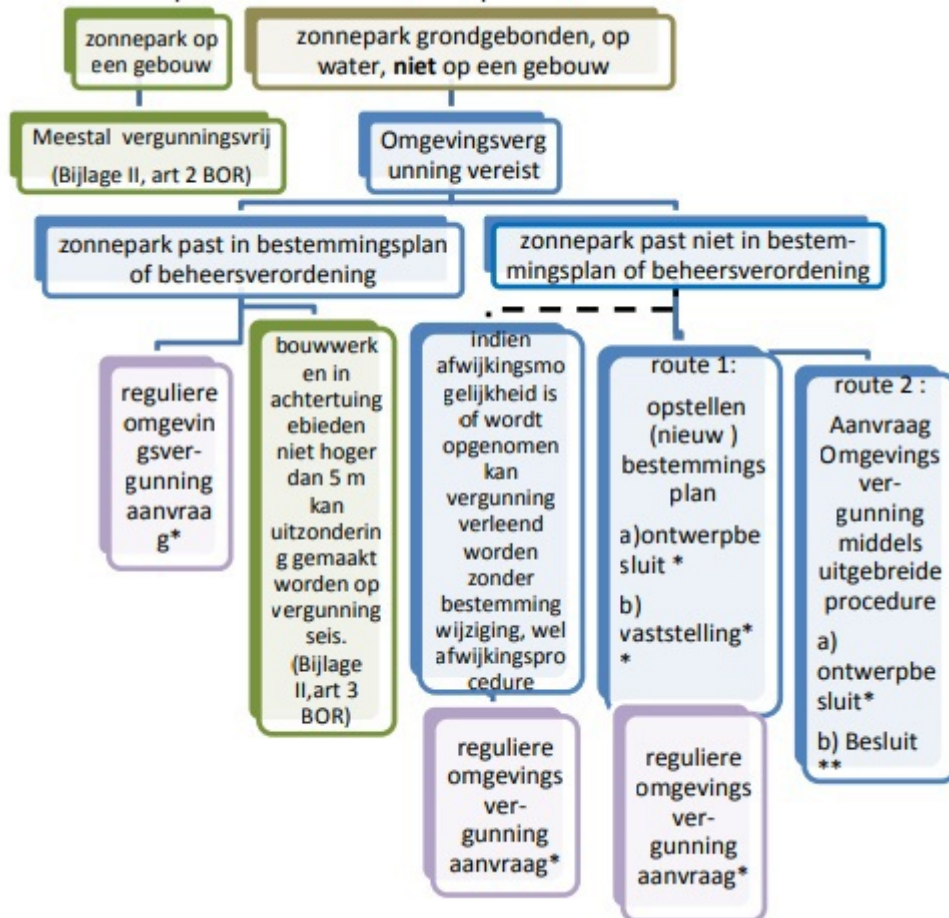 zonnepark op
een gebouw
zonnepark grondgebonden, op
water, niet op een gebouw
Meestal vergunningsvrij
(Bijlage II, art 2 BOR)
Omgevingsverg
unning vereist
zonnepark past in bestemmingsplan
of beheersverordening
zonnepark past niet in bestem-
mingsplan of beheersverordening
reguliere
omgevin
gsver-
gunning
aanvraa
g*
bouwwerk
en in
achtertuing
ebieden
niet hoger
dan 5 m
kan
uitzonderin
g gemaakt
worden op
vergunning
seis.
(Bijlage
II,art 3
BOR)
indien
afwijkingsmo
gelijkheid is
of wordt
opgenomen
kan
vergunning
verleend
worden
zonder
bestemming
wijziging, wel
afwijkingspro
cedure
reguliere
omgevings
ver-
gunning
aanvraag*
route 1:
opstellen
(nieuw )
bestemmings
plan
a)ontwerpbe
sluit *
b)
vaststelling*
*
reguliere
omgevings
ver-
gunning
aanvraag*
route 2 :
Aanvraag
Omgevings
ver-
gunning
middels
uitgebreide
procedure
a)
ontwerpbe
sluit*
b) Besluit
**